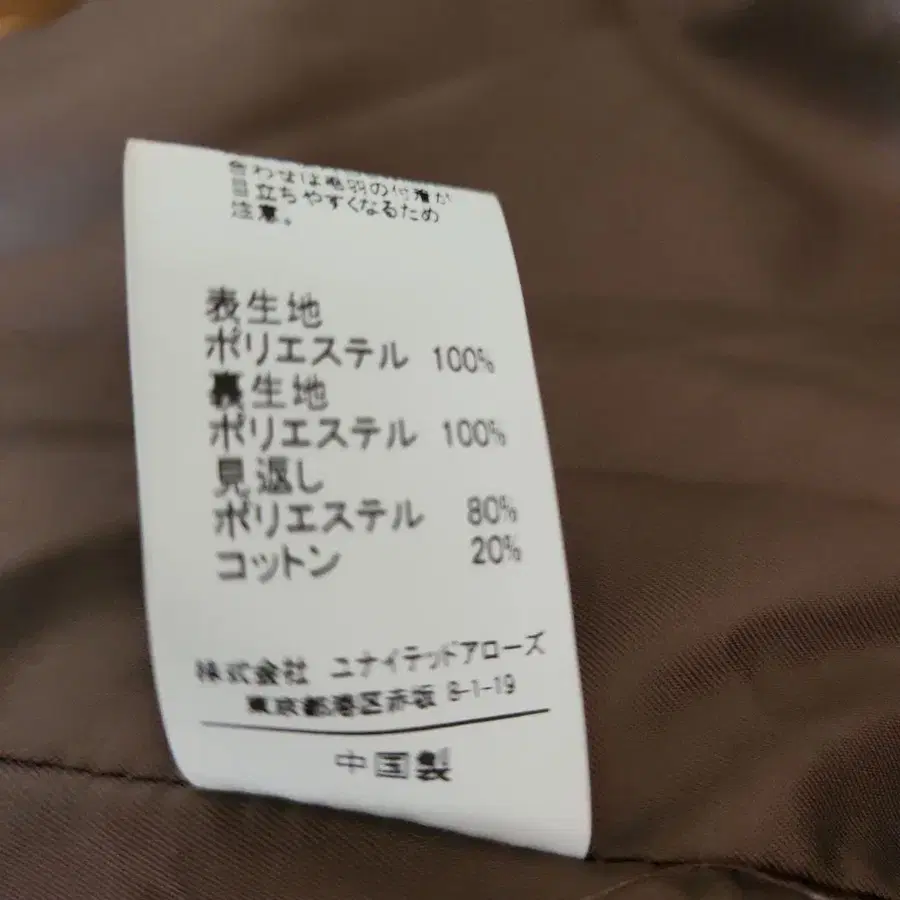 合わせは毛羽の付着が
目立ちやすくなるため
注意。
表生地
ポリエステル 100%
裏生地
ポリエステル 100%
見返し
ポリエステル 80%
コットン 20%
株式会社 ユナイテッドアローズ
東京都港区赤坂 8-1-19
中国製